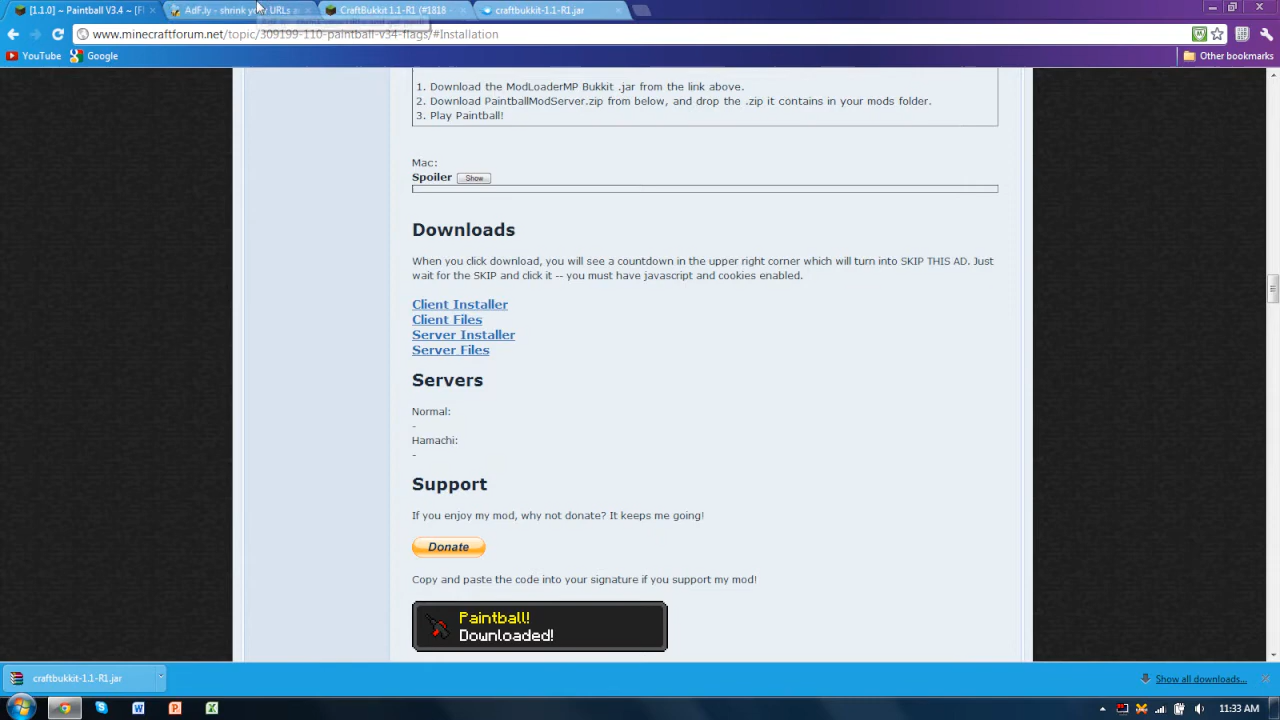 [1.1.0] ~ Paintball V3.4 ~ [Fl
AdF.ly - shrink your URLs a
CraftBukkit 1.1-R1 (#1818 -
craftbukkit-1.1-R1.jar
www.minecraftforum.net/topic/309199-110-paintball-v34-flags/#Installation
YouTube
Google
Other bookmarks
1. Download the ModLoaderMP Bukkit .jar from the link above.
2. Download PaintballModServer.zip from below, and drop the .zip it contains in your mods folder.
3. Play Paintball!
Mac:
Spoiler Show
Downloads
When you click download, you will see a countdown in the upper right corner which will turn into SKIP THIS AD. Just
wait for the SKIP and click it -- you must have javascript and cookies enabled.
Client Installer
Client Files
Server Installer
Server Files
Servers
Normal:
-
Hamachi:
-
Support
If you enjoy my mod, why not donate? It keeps me going!
Donate
Copy and paste the code into your signature if you support my mod!
Paintball!
Downloaded!
craftbukkit-1.1-R1.jar
Show all downloads...
11:33 AM